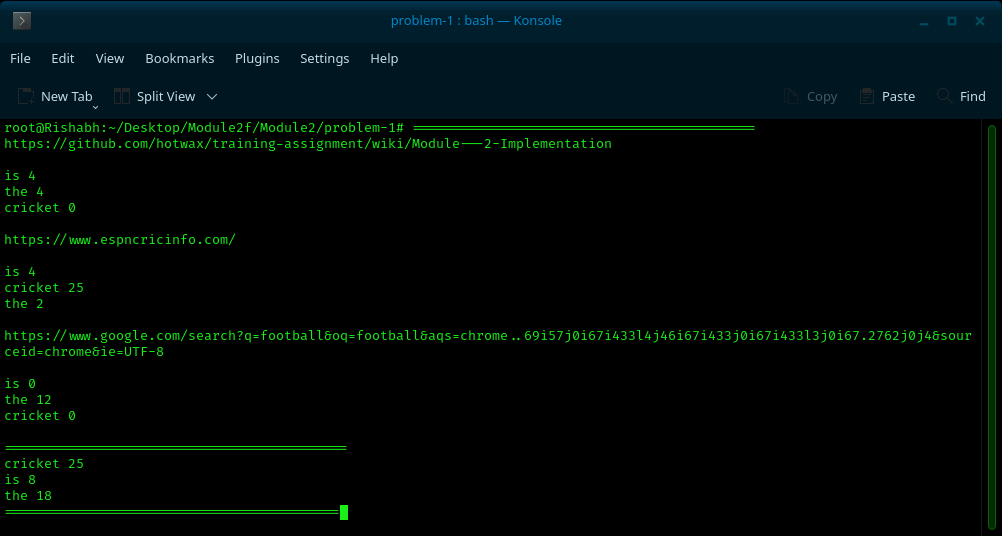 problem-1 : bash — Konsole
File Edit View Bookmarks Plugins Settings Help
New Tab Split View Copy Paste Find
root@Rishabh:~/Desktop/Module2f/Module2/problem-1# ===========================================
https://github.com/hotwax/training-assignment/wiki/Module---2-Implementation
is 4
the 4
cricket 0
https://www.espncricinfo.com/
is 4
cricket 25
the 2
https://www.google.com/search?q=football&oq=football&aqs=chrome..69i57j0i67i433l4j46i67i433j0i67i433l3j0i67.2762j0j4&sour
ceid=chrome&ie=UTF-8
is 0
the 12
cricket 0
===========================================
cricket 25
is 8
the 18
==========================================